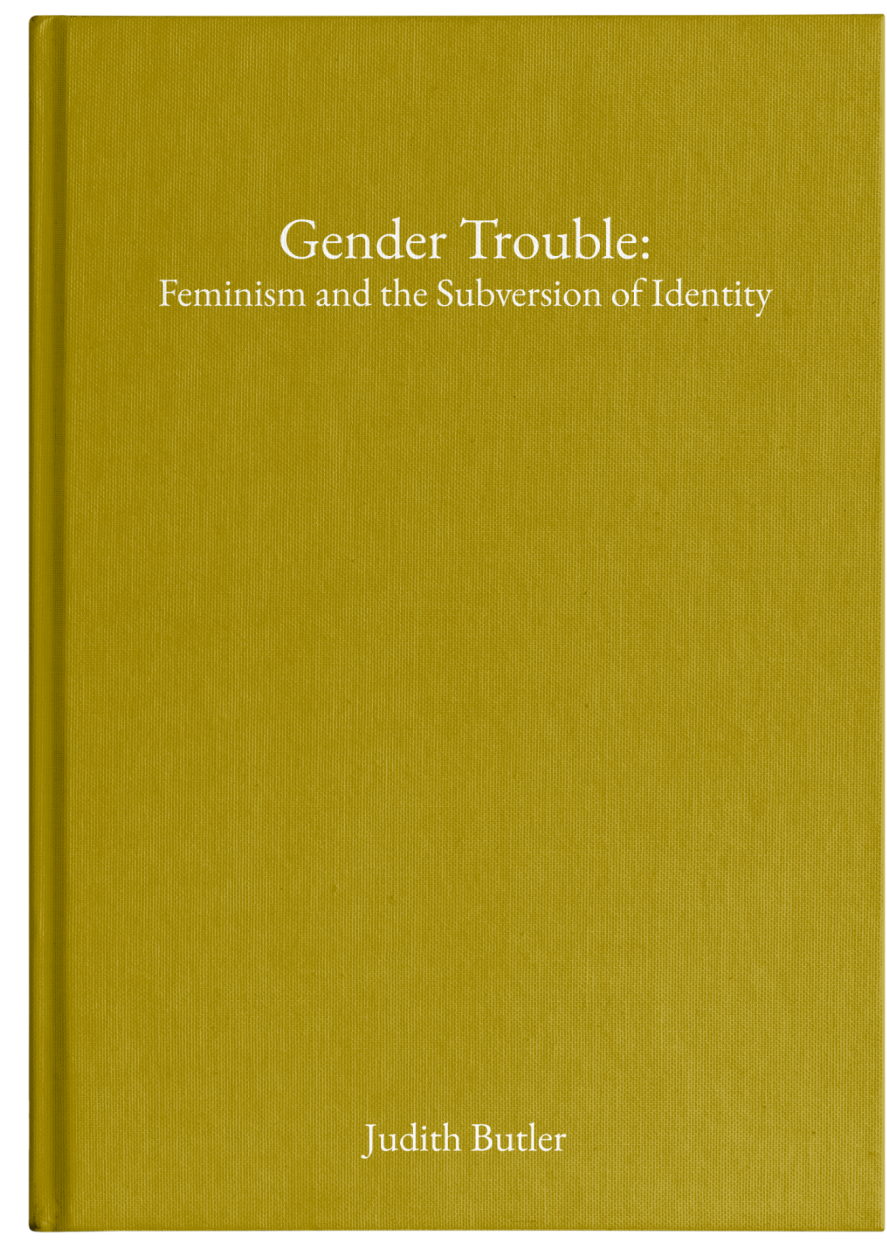 Gender Trouble:
Feminism and the Subversion of Identity
Judith Butler